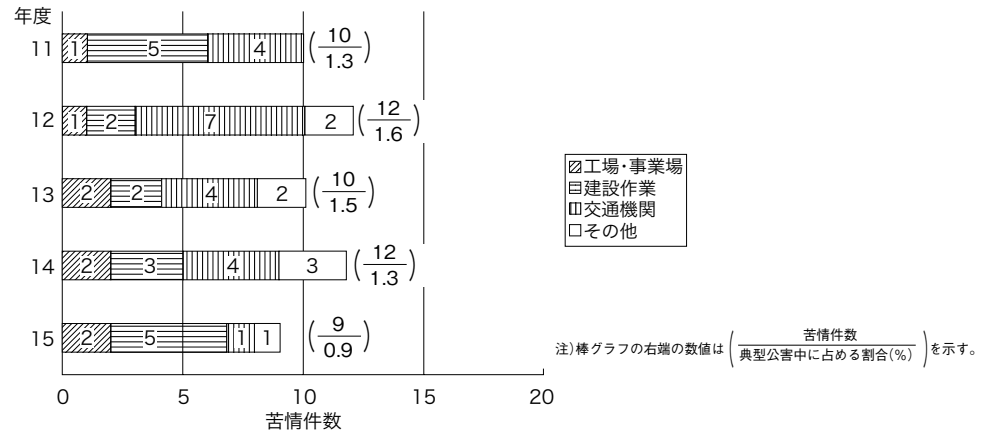 年度
11 1 5 4 (10/1.3)
12 1 2 7 2 (12/1.6)
13 2 2 4 2 (10/1.5)
14 2 3 4 3 (12/1.3)
15 2 5 1 1 (9/0.9)
0 5 10 15 20
苦情件数
工場・事業場
建設作業
交通機関
その他
注)棒グラフの右端の数値は(苦情件数/典型公害中に占める割合(%))を示す。